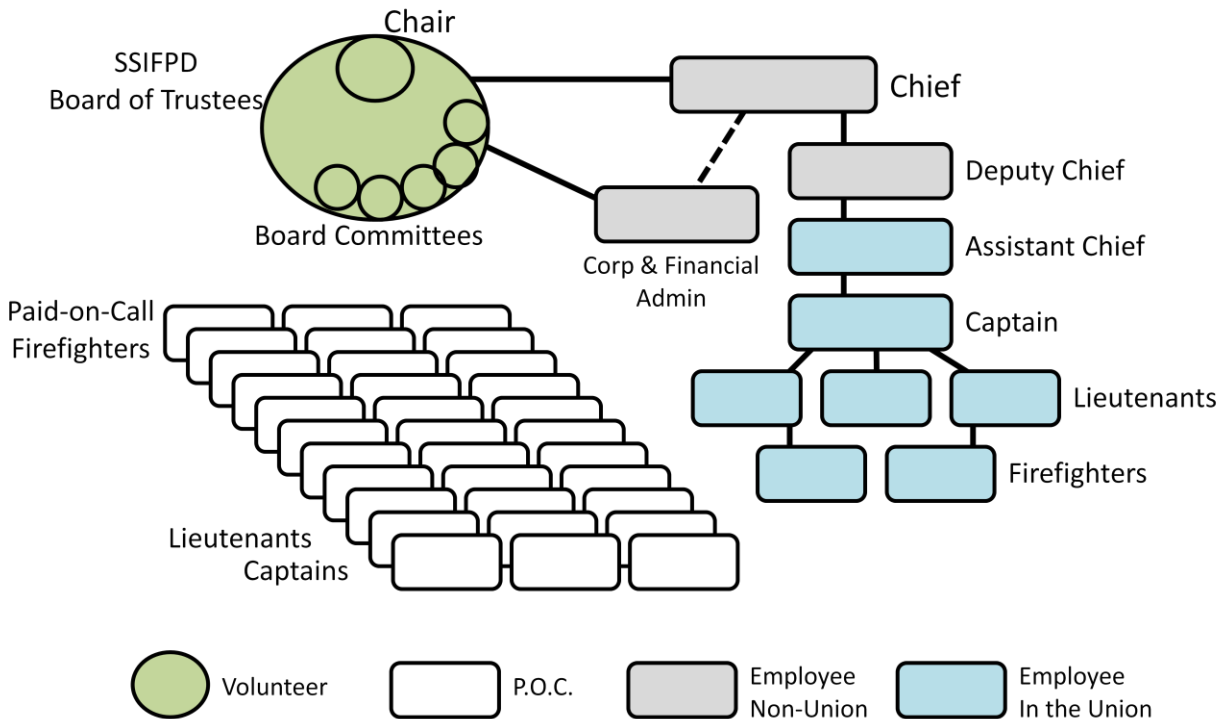 Chair
SSIFPD
Board of Trustees
Chief
Deputy Chief
Assistant Chief
Board Committees
Corp & Financial
Admin
Paid-on-Call
Firefighters
Captain
Lieutenants
Firefighters
Lieutenants
Captains
Volunteer
P.O.C.
Employee
Non-Union
Employee
In the Union